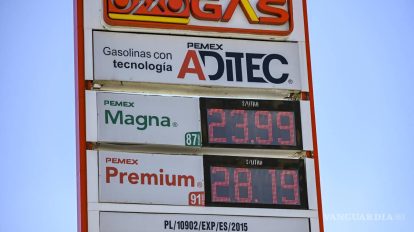 OXXO GAS
Gasolinas con
tecnología
PEMEX
ADITEC
PEMEX
Magna®
87
$/LITRO
23.99
PEMEX
Premium®
91
$/LITRO
28.19
PL/10902/EXP/ES/2015
VANGUARDIA